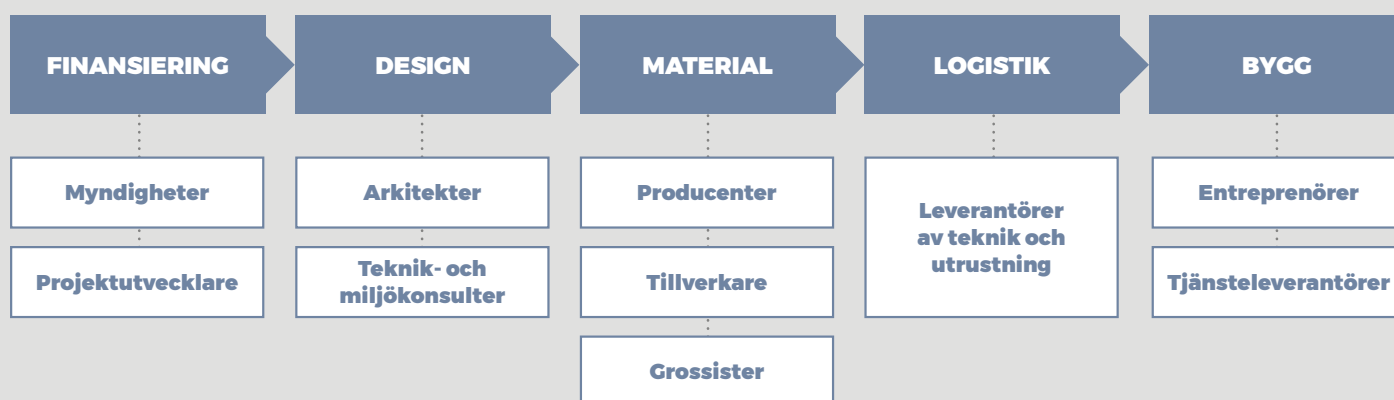 FINANSIERING
DESIGN
MATERIAL
LOGISTIK
BYGG
Myndigheter
Projektutvecklare
Arkitekter
Teknik- och
miljökonsulter
Producenter
Tillverkare
Grossister
Leverantörer
av teknik och
utrustning
Entreprenörer
Tjänsteleverantörer